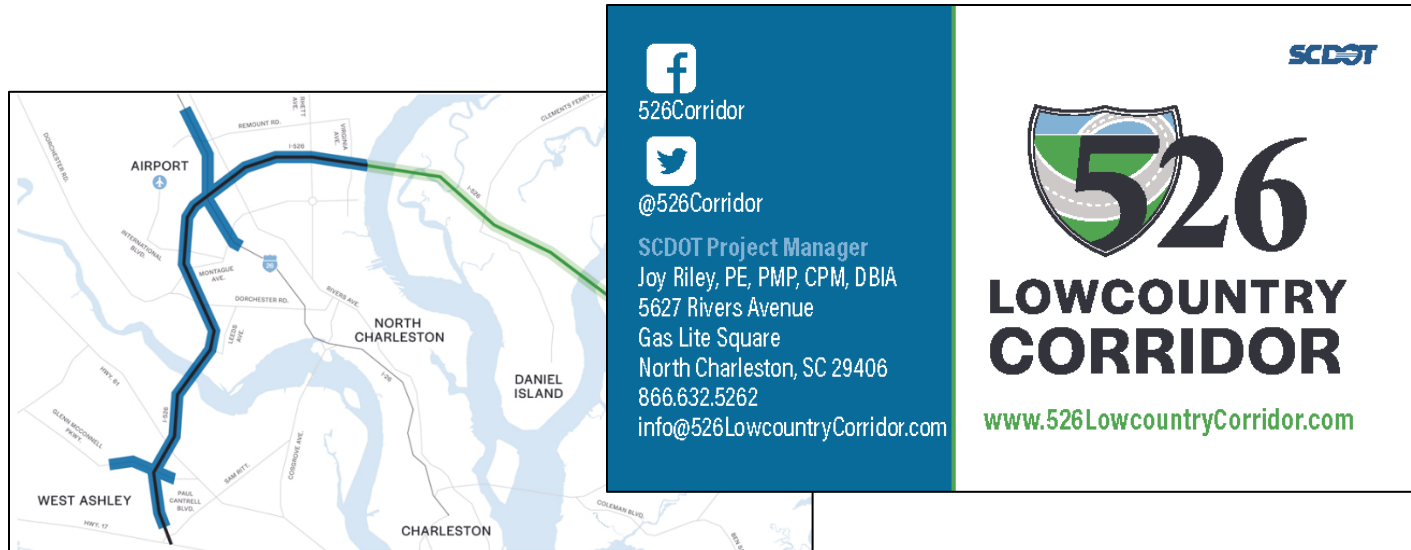 RHETT
AVE.
CLEMENTS FERRY
REMOUNT RD.
VIRGINIA
AVE.
DORCHESTER RD.
I-526
AIRPORT
I-526
INTERNATIONAL
BLVD.
MONTAGUE
AVE.
26
DORCHESTER RD.
RIVERS AVE.
LEEDS
AVE.
NORTH
CHARLESTON
HWY. 61
I-26
DANIEL
ISLAND
I-526
GLENN MCCONNELL
PKWY.
COSGROVE AVE.
SAM RITT.
WEST ASHLEY
PAUL
CANTRELL
BLVD.
HWY. 17
CHARLESTON
COLEMAN BLVD.
526Corridor
@526Corridor
SCDOT Project Manager
Joy Riley, PE, PMP, CPM, DBIA
5627 Rivers Avenue
Gas Lite Square
North Charleston, SC 29406
866.632.5262
info@526LowcountryCorridor.com
SCDOT
526
LOWCOUNTRY
CORRIDOR
www.526LowcountryCorridor.com